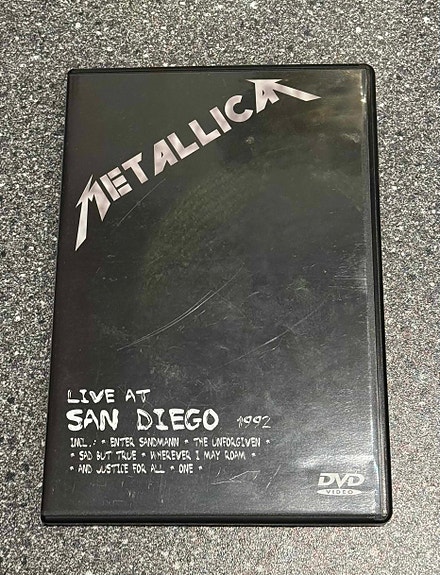 METALLICA
LIVE AT
SAN DIEGO 1992
INCL.: * ENTER SANDMANN * THE UNFORGIVEN *
* SAD BUT TRUE * WHEREVER I MAY ROAM *
* AND JUSTICE FOR ALL * ONE *
DVD
VIDEO